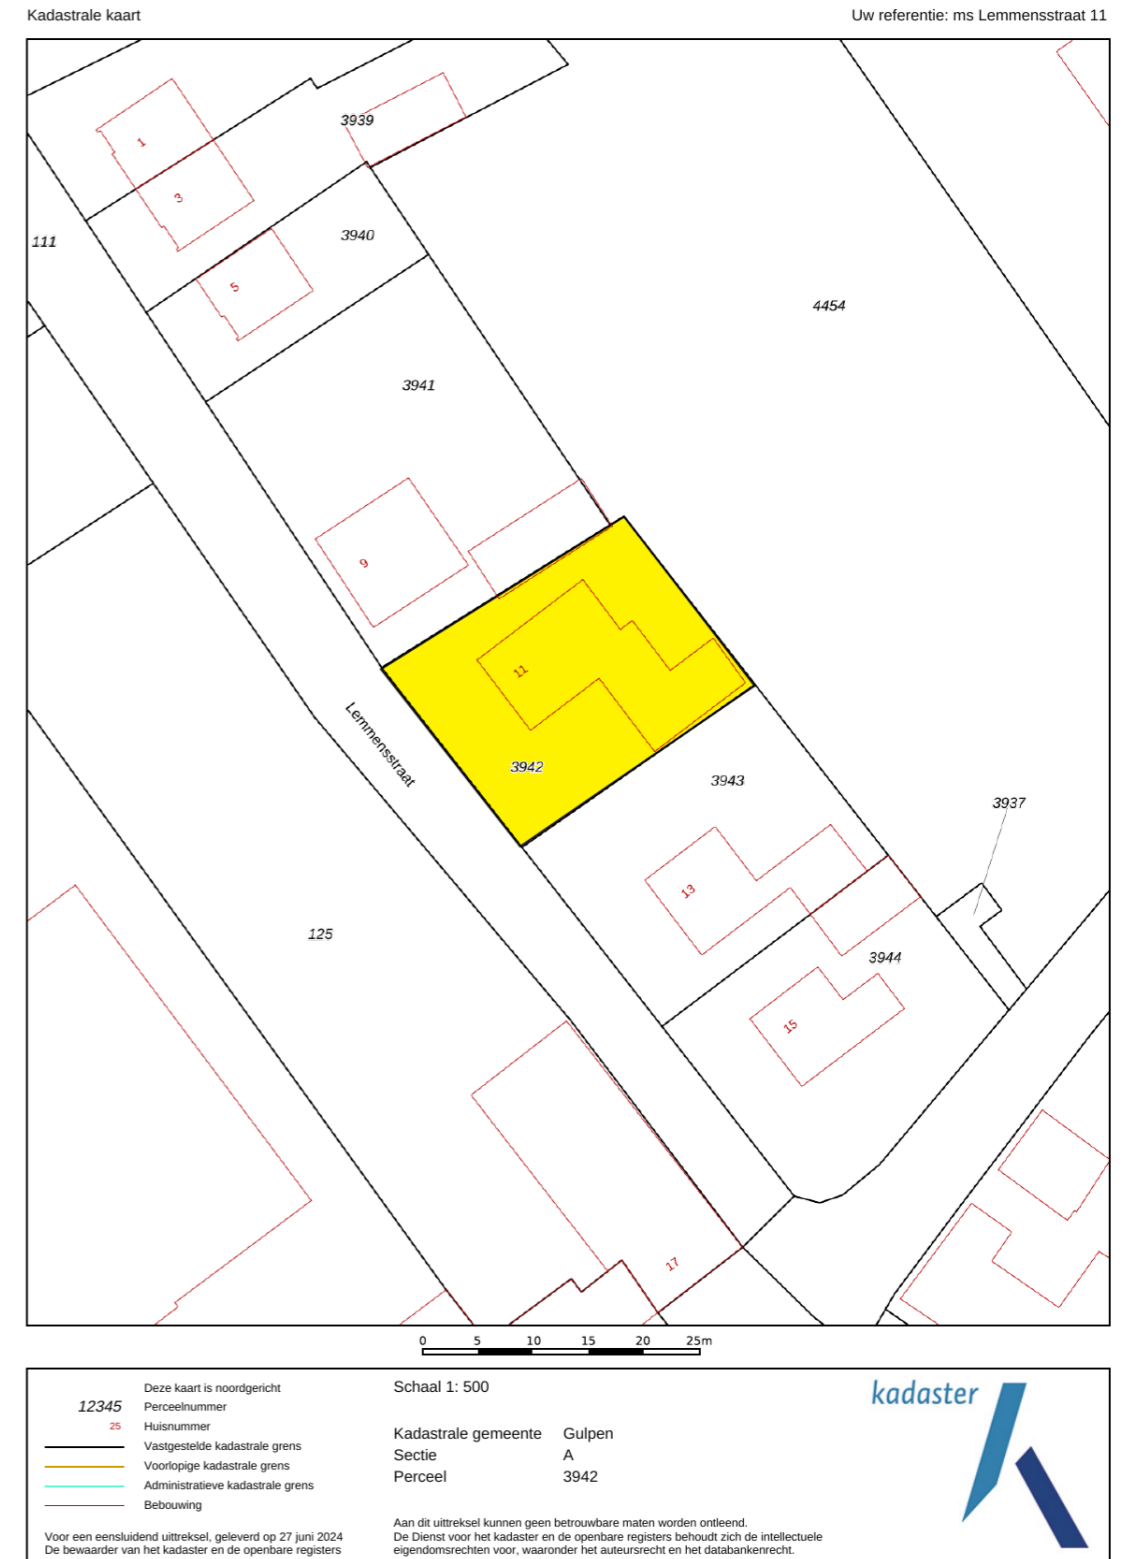 Kadastrale kaart
Uw referentie: ms Lemmensstraat 11
3939
1
3
3940
111
5
4454
3941
9
11
Lemmensstraat
3942
3943
3937
13
125
3944
15
17
0 5 10 15 20 25m
Deze kaart is noordgericht
12345 Perceelnummer
25 Huisnummer
Vastgestelde kadastrale grens
Voorlopige kadastrale grens
Administratieve kadastrale grens
Bebouwing
Voor een eensluidend uittreksel, geleverd op 27 juni 2024
De bewaarder van het kadaster en de openbare registers
Schaal 1: 500
Kadastrale gemeente Gulpen
Sectie A
Perceel 3942
Aan dit uittreksel kunnen geen betrouwbare maten worden ontleend.
De Dienst voor het kadaster en de openbare registers behoudt zich de intellectuele
eigendomsrechten voor, waaronder het auteursrecht en het databankenrecht.
kadaster